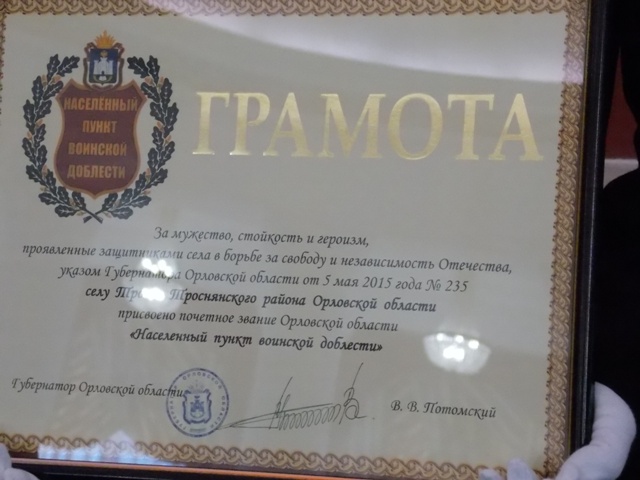 НАСЕЛЁННЫЙ
ПУНКТ
ВОИНСКОЙ
ДОБЛЕСТИ
ГРАМОТА
За мужество, стойкость и героизм,
проявленные защитниками села в борьбе за свободу и независимость Отечества,
указом Губернатора Орловской области от 5 мая 2015 года № 235
селу Тросна Троснянского района Орловской области
присвоено почетное звание Орловской области
«Населенный пункт воинской доблести»
Губернатор Орловской области
В. В. Потомский